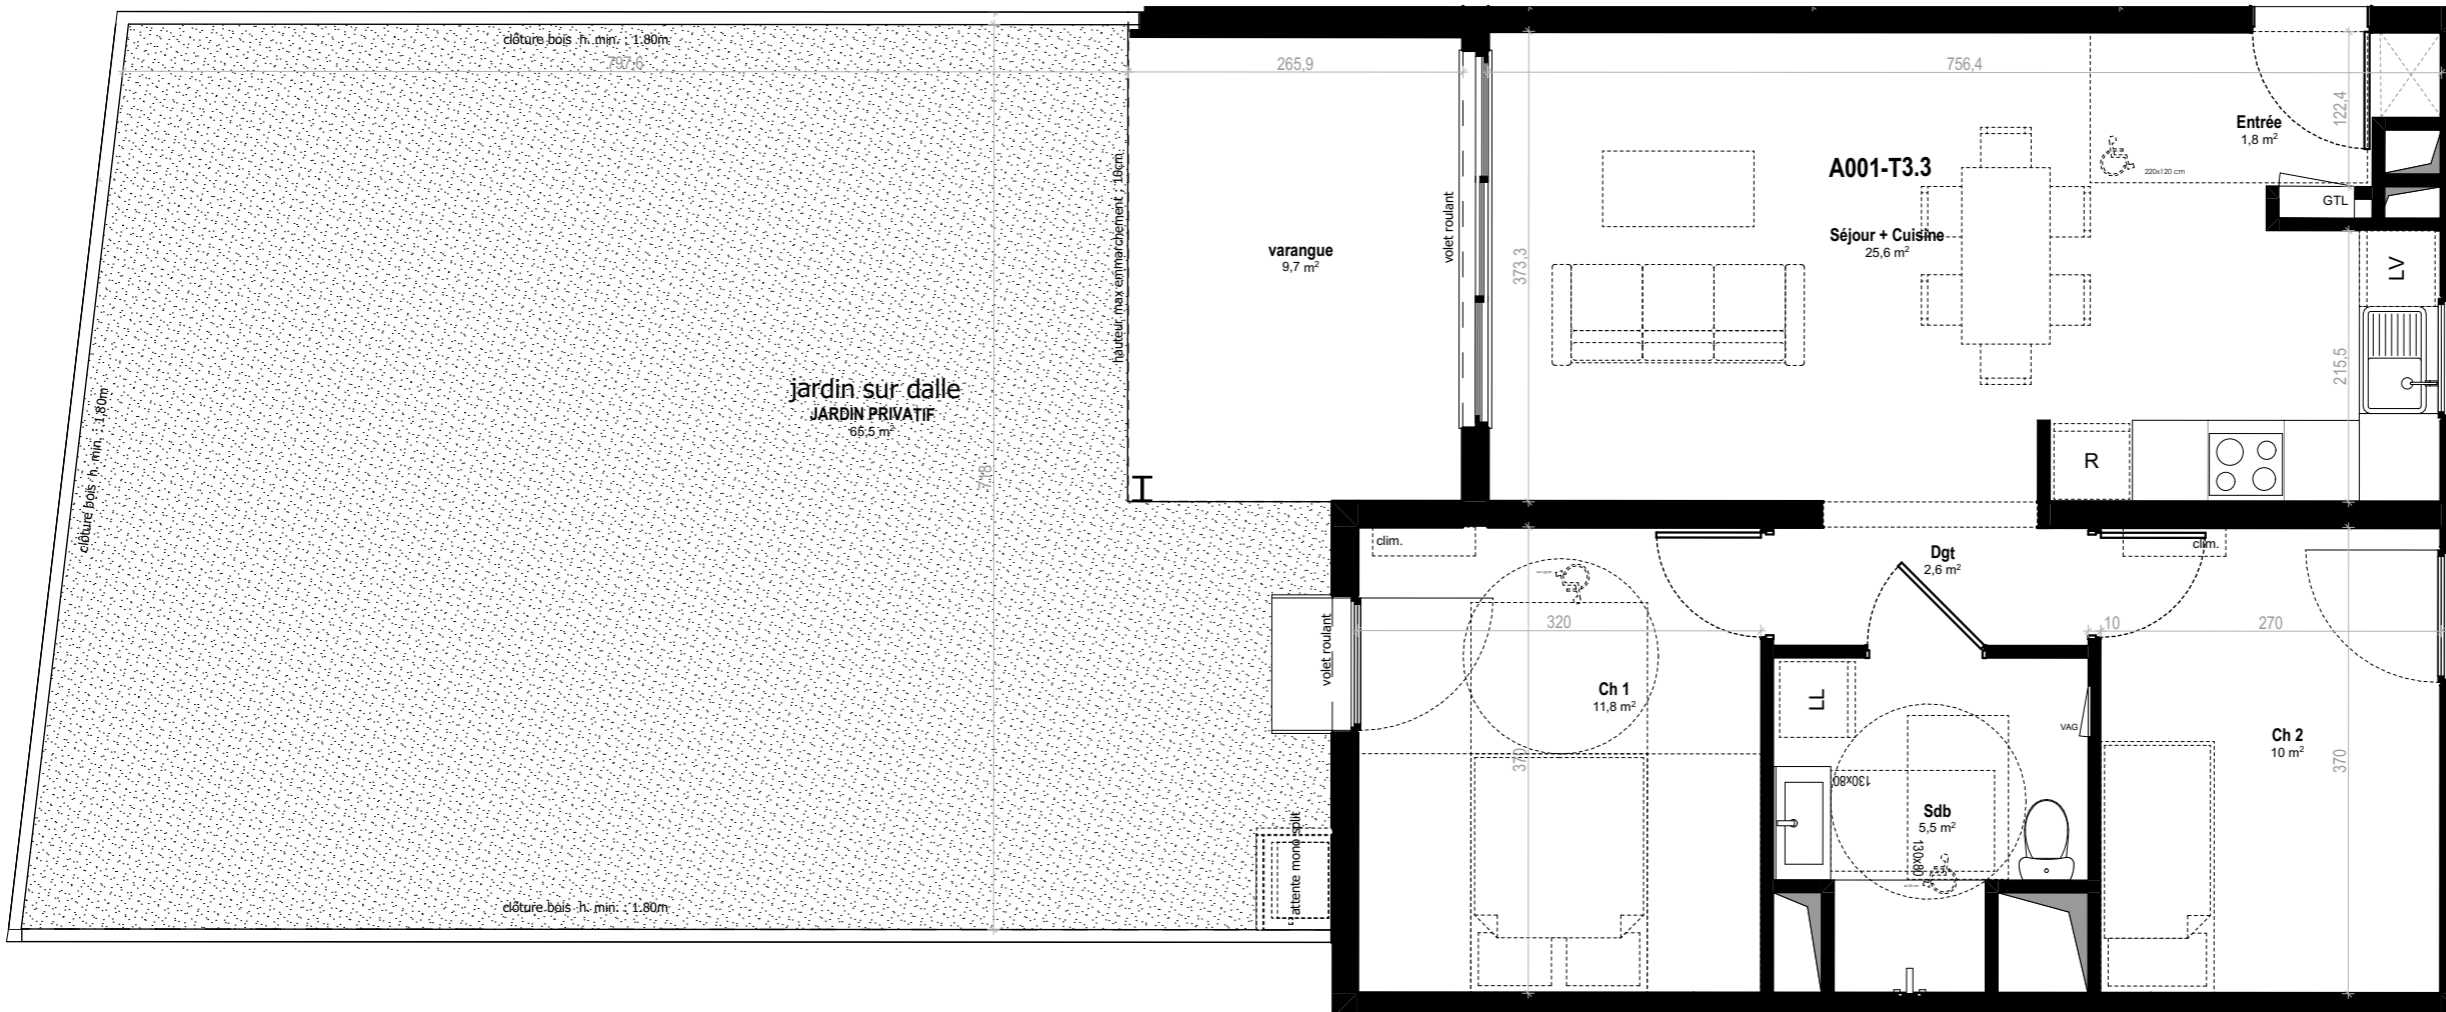 clôture bois h. min. : 1.80m
797,6
265,9
756,4
122,4
Entrée
1,8 m²
220x120 cm
GTL
A001-T3.3
Séjour + Cuisine
25,6 m²
373,3
volet roulant
varangue
9,7 m²
hauteur max emmarchement : 10cm
LV
215,5
R
jardin sur dalle
JARDIN PRIVATIF
65,5 m²
718
clôture bois h. min. : 1,80m
clim.
Dgt
2,6 m²
clim.
320
10
270
volet roulant
Ch 1
11,8 m²
370
LL
VAG
130x80
Sdb
5,5 m²
130x80
Ch 2
10 m²
370
attente mono split
clôture bois h. min. : 1.80m